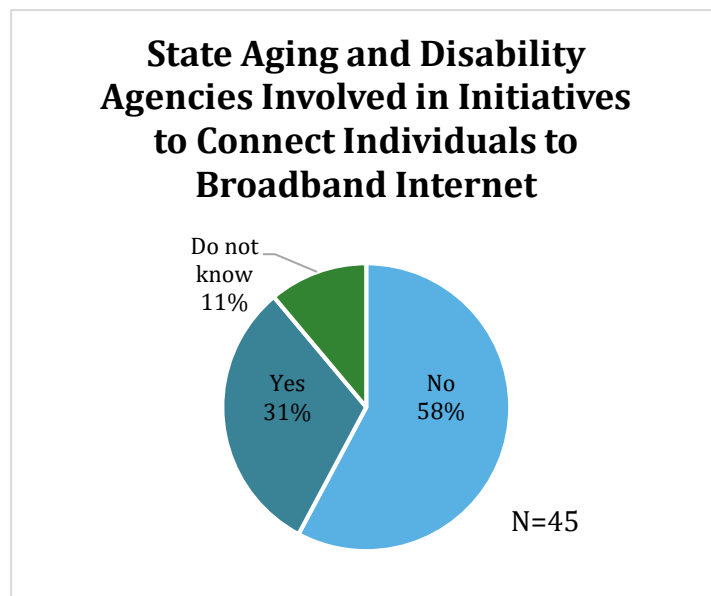 State Aging and Disability
Agencies Involved in Initiatives
to Connect Individuals to
Broadband Internet
Do not
know
11%
Yes
31%
No
58%
N=45